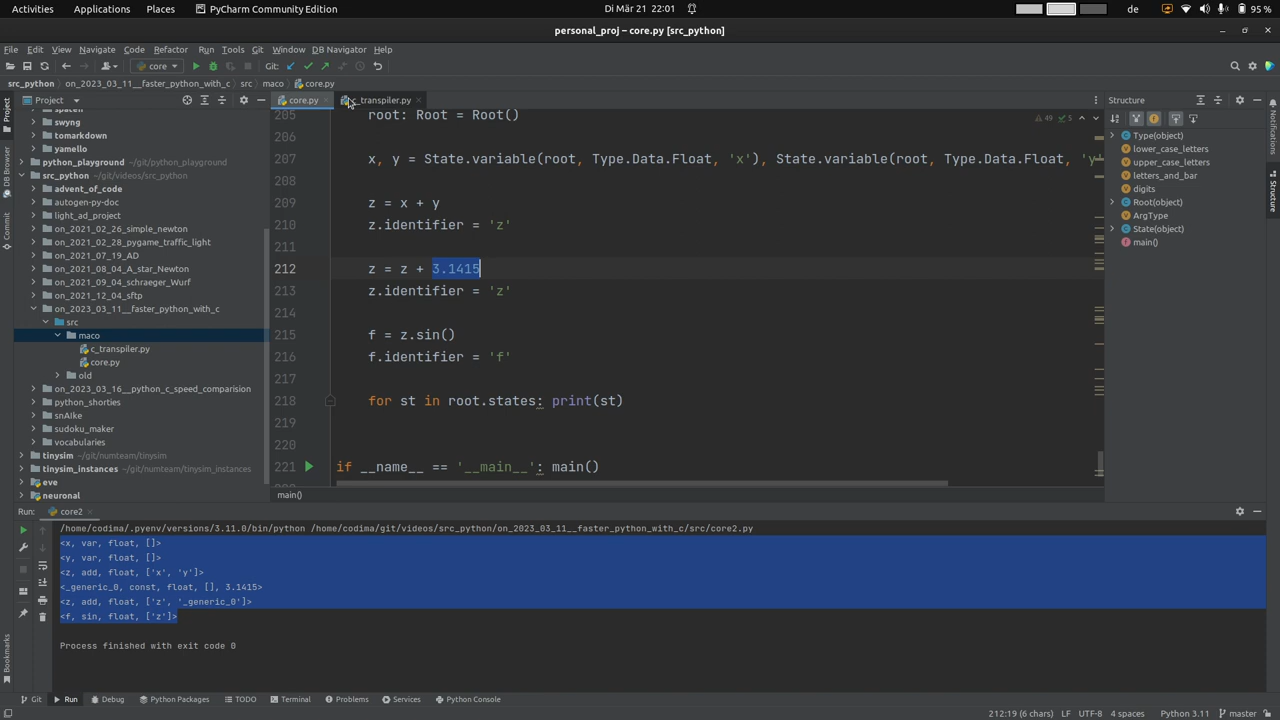 Activities Applications Places PyCharm Community Edition Di Mär 21 22:01 de 95 %
personal_proj – core.py [src_python]
File Edit View Navigate Code Refactor Run Tools Git Window DB Navigator Help
core Git:
src_python on_2023_03_11__faster_python_with_c src maco core.py
Project core.py c_transpiler.py Structure
swyng
tomarkdown
yamello
python_playground ~/git/python_playground
src_python ~/git/videos/src_python
advent_of_code
autogen-py-doc
light_ad_project
on_2021_02_26_simple_newton
on_2021_02_28_pygame_traffic_light
on_2021_07_19_AD
on_2021_08_04_A_star_Newton
on_2021_09_04_schraeger_Wurf
on_2021_12_04_sftp
on_2023_03_11__faster_python_with_c
src
maco
c_transpiler.py
core.py
old
on_2023_03_16__python_c_speed_comparision
python_shorties
snAIke
sudoku_maker
vocabularies
tinysim ~/git/numteam/tinysim
tinysim_instances ~/git/numteam/tinysim_instances
eve
neuronal
49 5
205 root: Root = Root()
206
207 x, y = State.variable(root, Type.Data.Float, 'x'), State.variable(root, Type.Data.Float, 'y'
208
209 z = x + y
210 z.identifier = 'z'
211
212 z = z + 3.1415
213 z.identifier = 'z'
214
215 f = z.sin()
216 f.identifier = 'f'
217
218 for st in root.states: print(st)
219
220
221 if __name__ == '__main__': main()
main()
Type(object)
lower_case_letters
upper_case_letters
letters_and_bar
digits
Root(object)
ArgType
State(object)
main()
Project
DB Browser
Commit
Structure
Favorites
Notifications
Structure
Run: core2
/home/codima/.pyenv/versions/3.11.0/bin/python /home/codima/git/videos/src_python/on_2023_03_11__faster_python_with_c/src/core2.py
<x, var, float, []>
<y, var, float, []>
<z, add, float, ['x', 'y']>
<_generic_0, const, float, [], 3.1415>
<z, add, float, ['z', '_generic_0']>
<f, sin, float, ['z']>
Process finished with exit code 0
Git Run Debug Python Packages TODO Terminal Problems Services Python Console
212:19 (6 chars) LF UTF-8 4 spaces Python 3.11 master